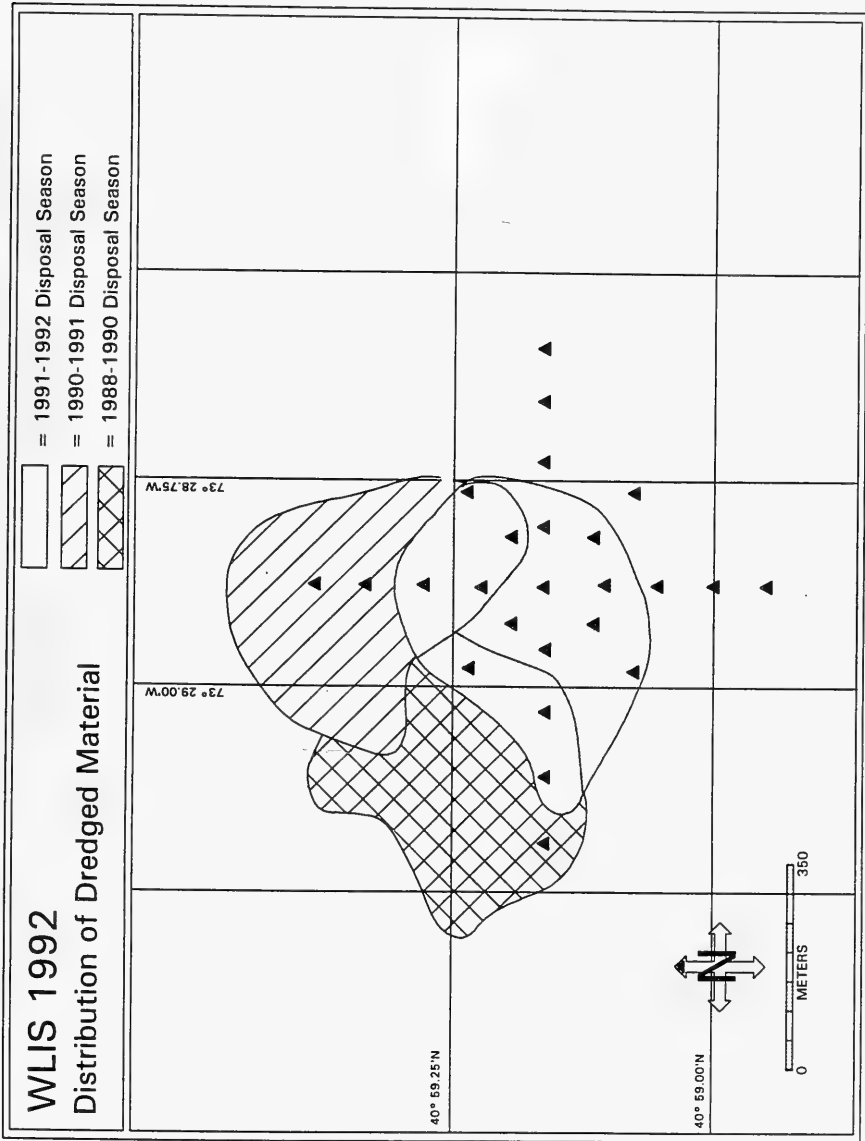 WLIS 1992
Distribution of Dredged Material
= 1991-1992 Disposal Season
= 1990-1991 Disposal Season
= 1988-1990 Disposal Season
73° 29.00'W
73° 28.75'W
40° 59.25'N
40° 59.00'N
N
0
350
METERS